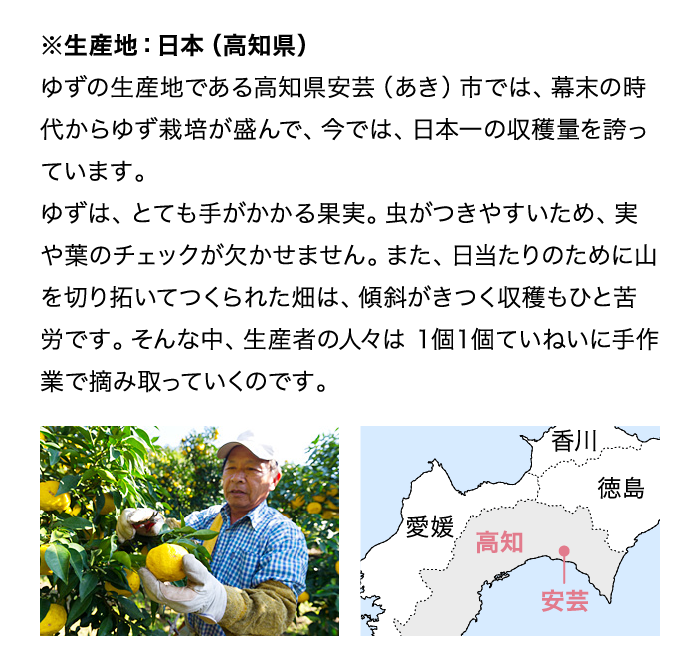 ※生産地：日本（高知県）
ゆずの生産地である高知県安芸（あき）市では、幕末の時
代からゆず栽培が盛んで、今では、日本一の収穫量を誇っ
ています。
ゆずは、とても手がかかる果実。虫がつきやすいため、実
や葉のチェックが欠かせません。また、日当たりのために山
を切り拓いてつくられた畑は、傾斜がきつく収穫もひと苦
労です。そんな中、生産者の人々は 1個1個ていねいに手作
業で摘み取っていくのです。
香川
徳島
愛媛
高知
安芸